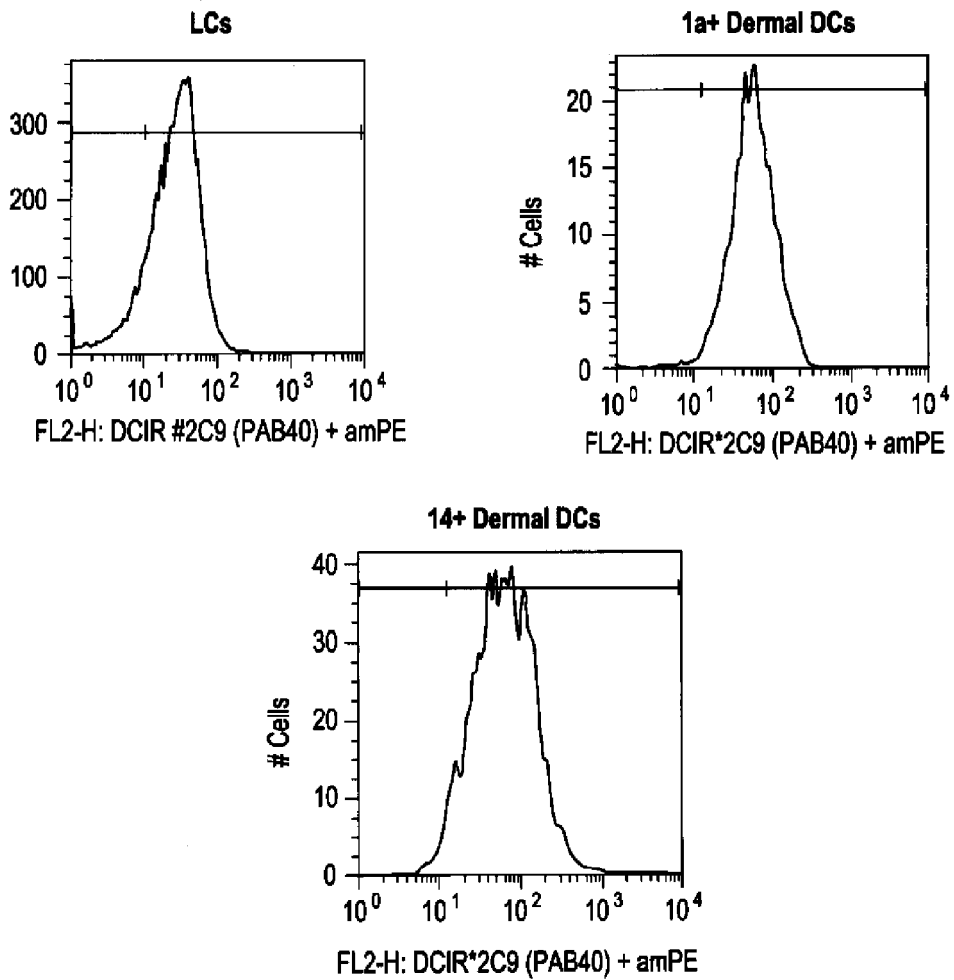 LCs
300
200
100
0
10^0 10^1 10^2 10^3 10^4
FL2-H: DCIR #2C9 (PAB40) + amPE
1a+ Dermal DCs
# Cells
20
15
10
5
0
10^0 10^1 10^2 10^3 10^4
FL2-H: DCIR*2C9 (PAB40) + amPE
14+ Dermal DCs
# Cells
40
30
20
10
0
10^0 10^1 10^2 10^3 10^4
FL2-H: DCIR*2C9 (PAB40) + amPE